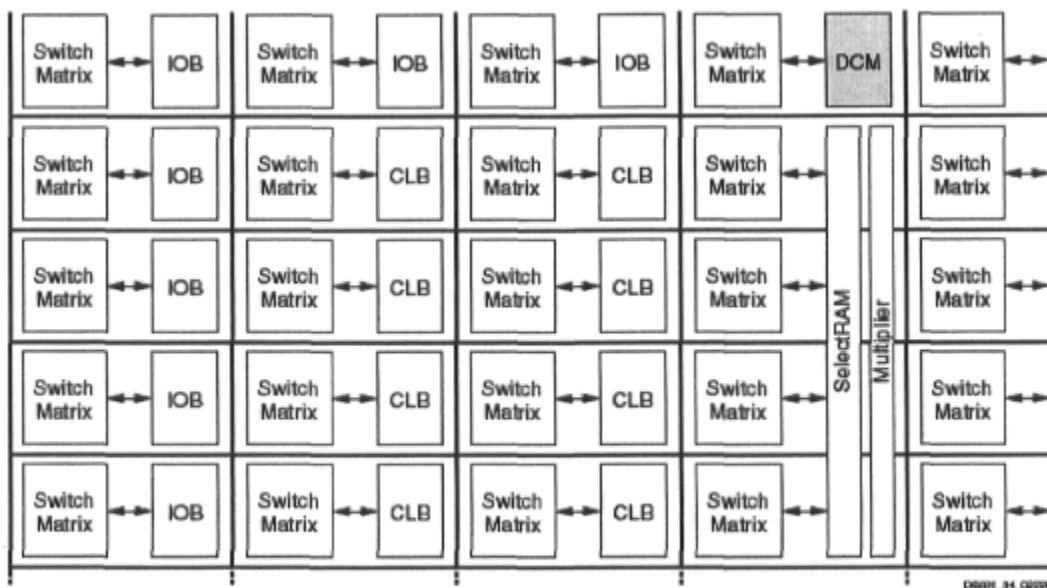 Switch Matrix IOB Switch Matrix IOB Switch Matrix IOB Switch Matrix DCM Switch Matrix
Switch Matrix IOB Switch Matrix CLB Switch Matrix CLB Switch Matrix Switch Matrix
Switch Matrix IOB Switch Matrix CLB Switch Matrix CLB Switch Matrix Switch Matrix
Switch Matrix IOB Switch Matrix CLB Switch Matrix CLB Switch Matrix Switch Matrix
Switch Matrix IOB Switch Matrix CLB Switch Matrix CLB Switch Matrix Switch Matrix
SelectRAM
Multiplier